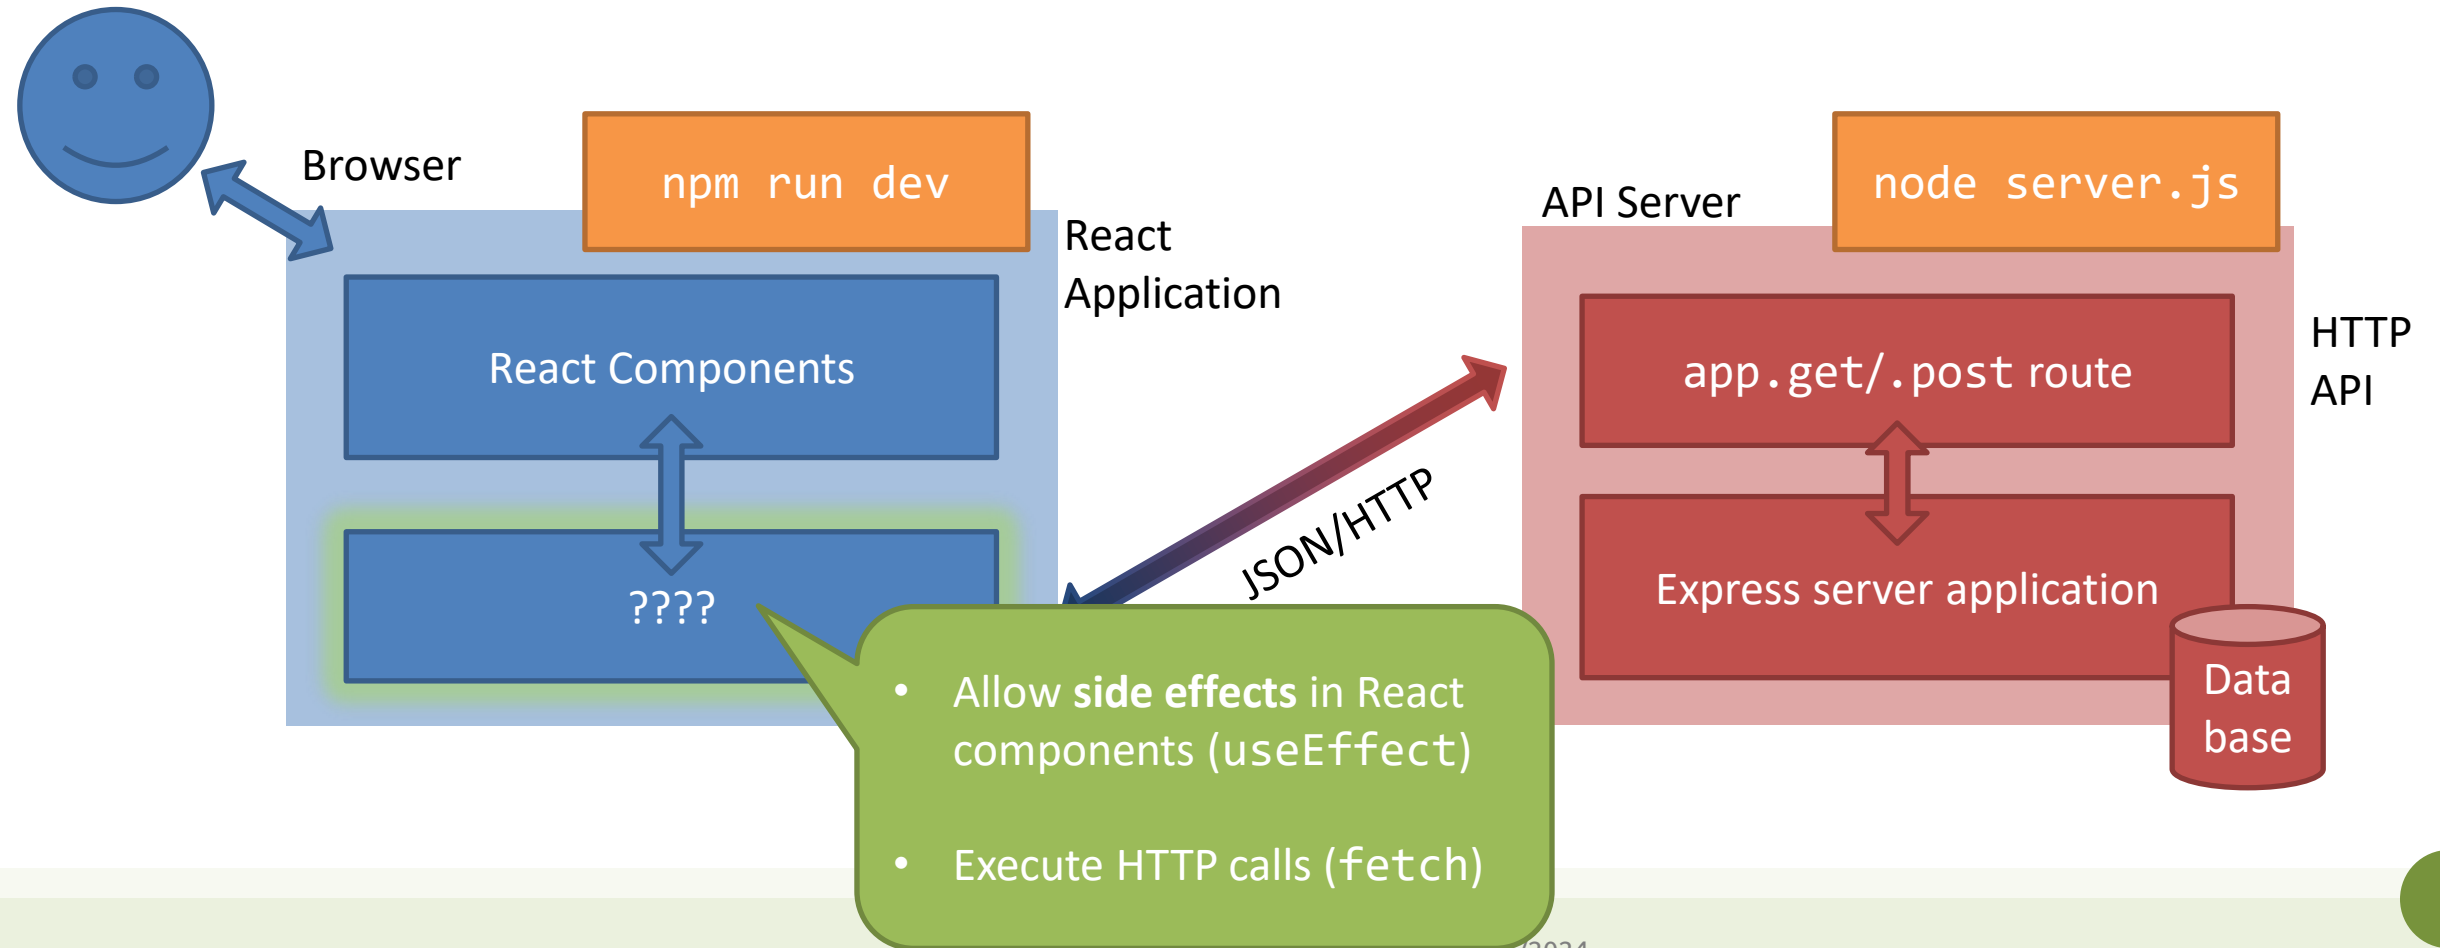 Browser
npm run dev
React
Application
React Components
????
JSON/HTTP
API Server
node server.js
HTTP
API
app.get/.post route
Express server application
Data
base
• Allow side effects in React
components (useEffect)
• Execute HTTP calls (fetch)
/2024